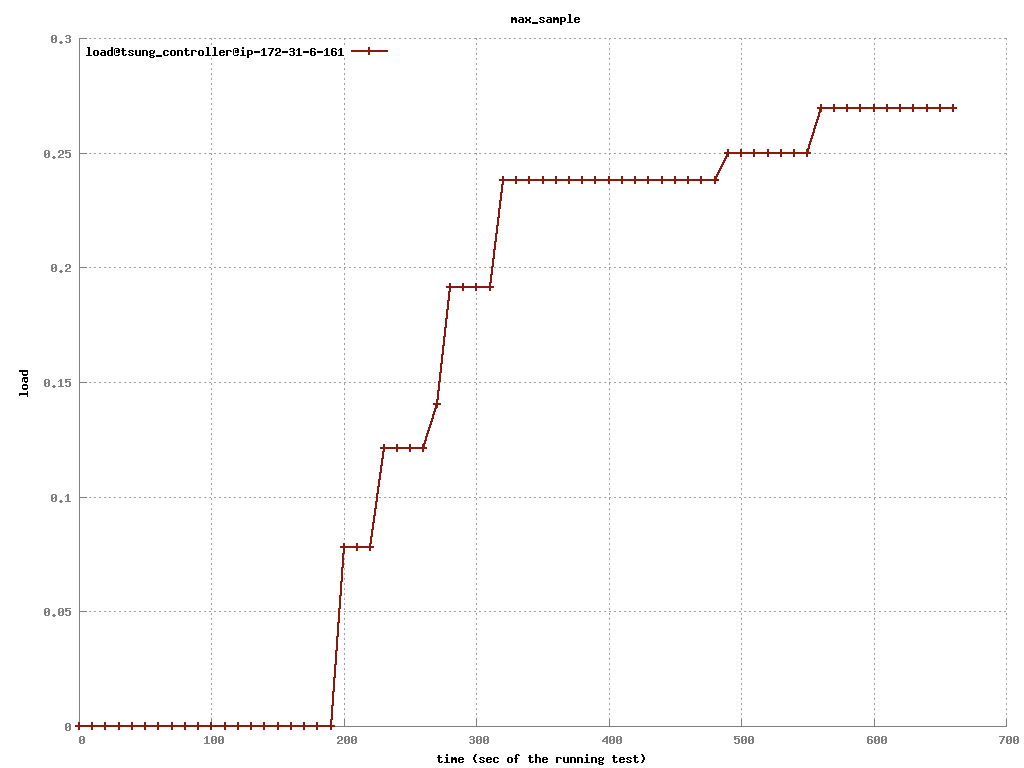 max_sample
load@tsung_controller@ip-172-31-6-161
0.3
0.25
0.2
0.15
0.1
0.05
0
load
0 100 200 300 400 500 600 700
time (sec of the running test)